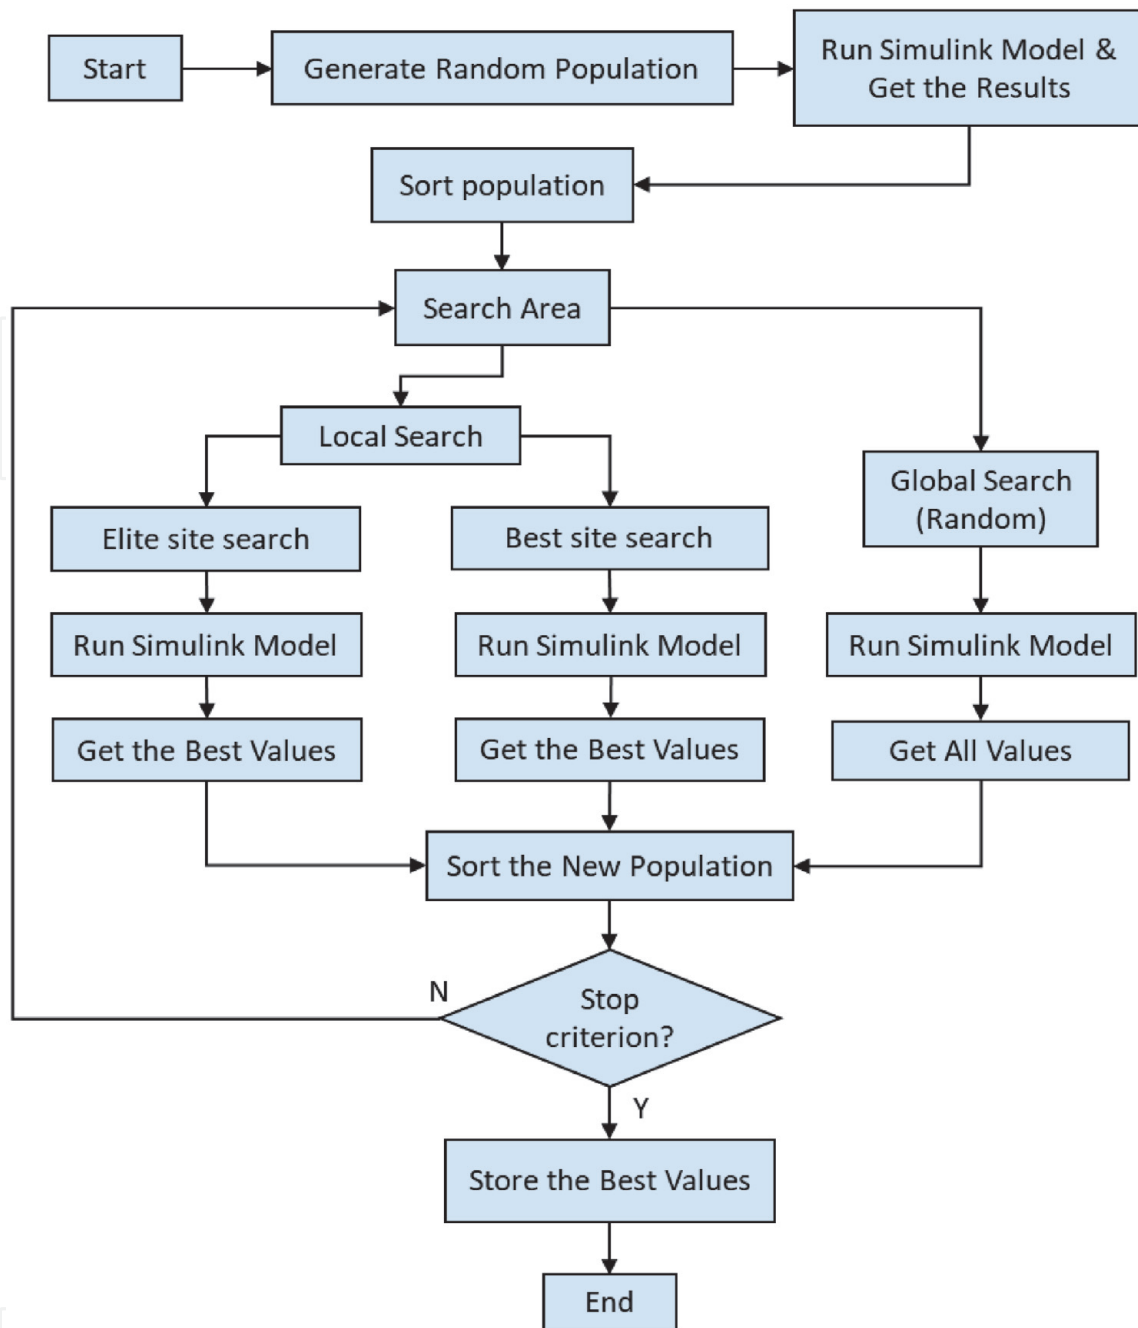 Start
Generate Random Population
Run Simulink Model &
Get the Results
Sort population
Search Area
Local Search
Global Search
(Random)
Elite site search
Best site search
Run Simulink Model
Run Simulink Model
Run Simulink Model
Get the Best Values
Get the Best Values
Get All Values
Sort the New Population
N
Stop
criterion?
Y
Store the Best Values
End